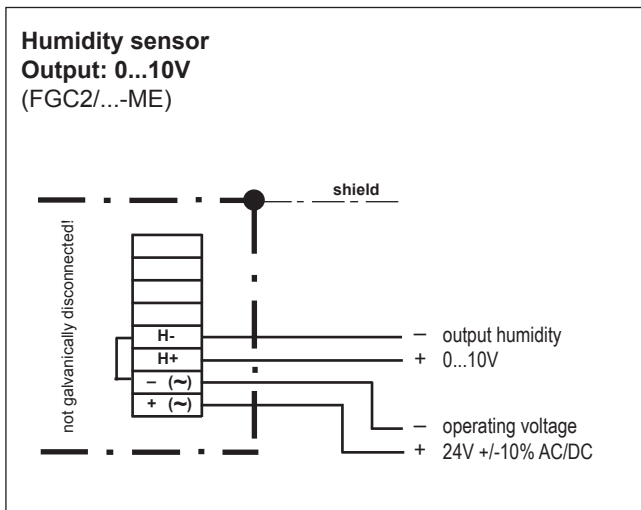 Humidity sensor
Output: 0...10V
(FGC2/...-ME)
shield
not galvanically disconnected!
H-
H+
– (~)
+ (~)
– output humidity
+ 0...10V
– operating voltage
+ 24V +/-10% AC/DC